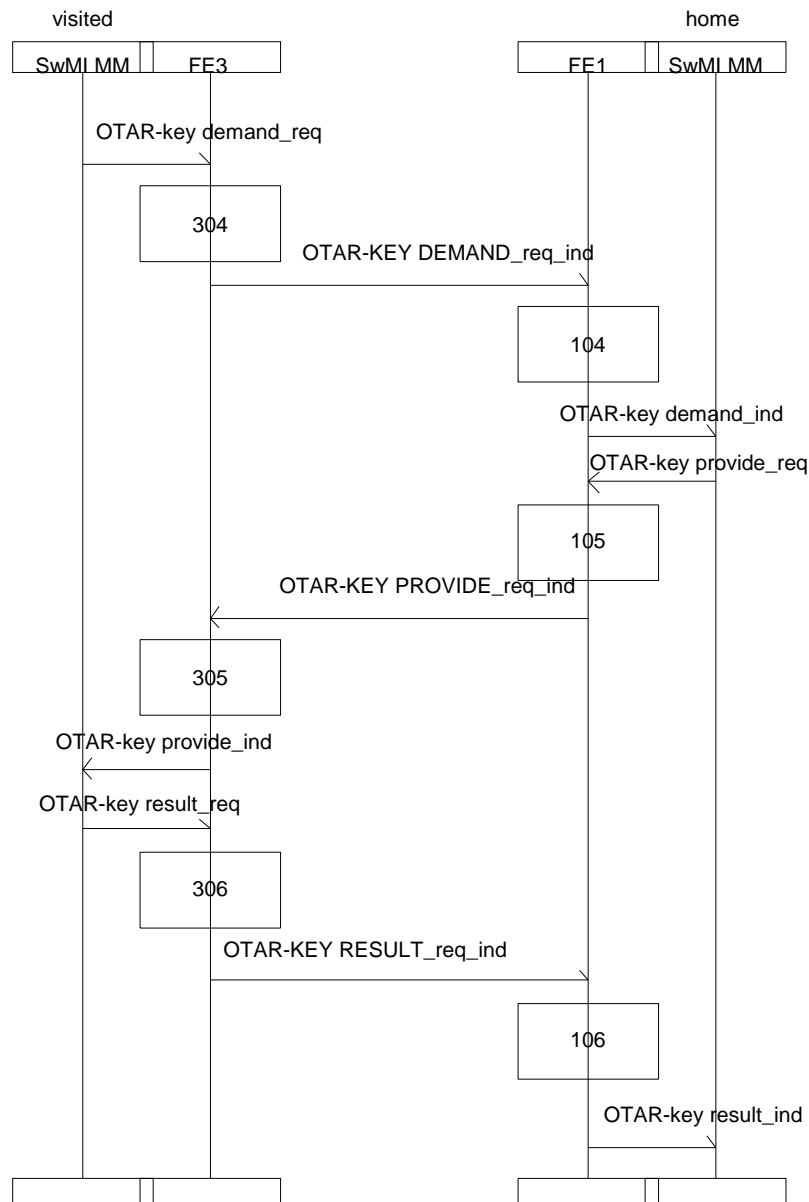 visited
home
SwMI MM
FE3
FE1
SwMI MM
OTAR-key demand_req
304
OTAR-KEY DEMAND_req_ind
104
OTAR-key demand_ind
OTAR-key provide_req
105
OTAR-KEY PROVIDE_req_ind
305
OTAR-key provide_ind
OTAR-key result_req
306
OTAR-KEY RESULT_req_ind
106
OTAR-key result_ind